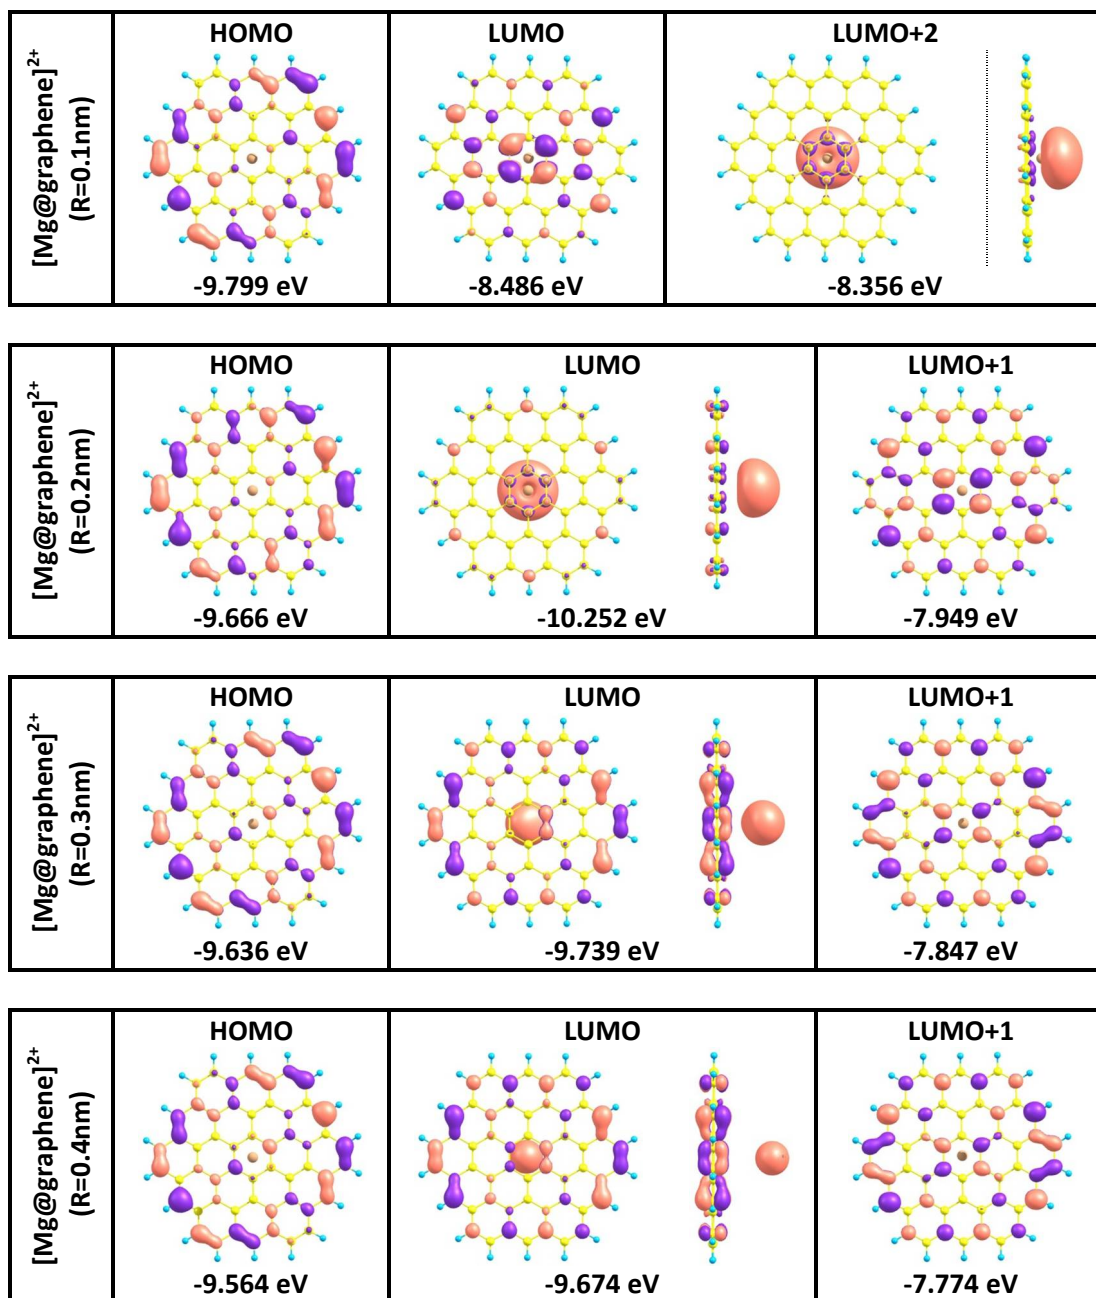 [Mg@graphene]²⁺
(R=0.1nm)
HOMO
-9.799 eV
LUMO
-8.486 eV
LUMO+2
-8.356 eV
[Mg@graphene]²⁺
(R=0.2nm)
HOMO
-9.666 eV
LUMO
-10.252 eV
LUMO+1
-7.949 eV
[Mg@graphene]²⁺
(R=0.3nm)
HOMO
-9.636 eV
LUMO
-9.739 eV
LUMO+1
-7.847 eV
[Mg@graphene]²⁺
(R=0.4nm)
HOMO
-9.564 eV
LUMO
-9.674 eV
LUMO+1
-7.774 eV